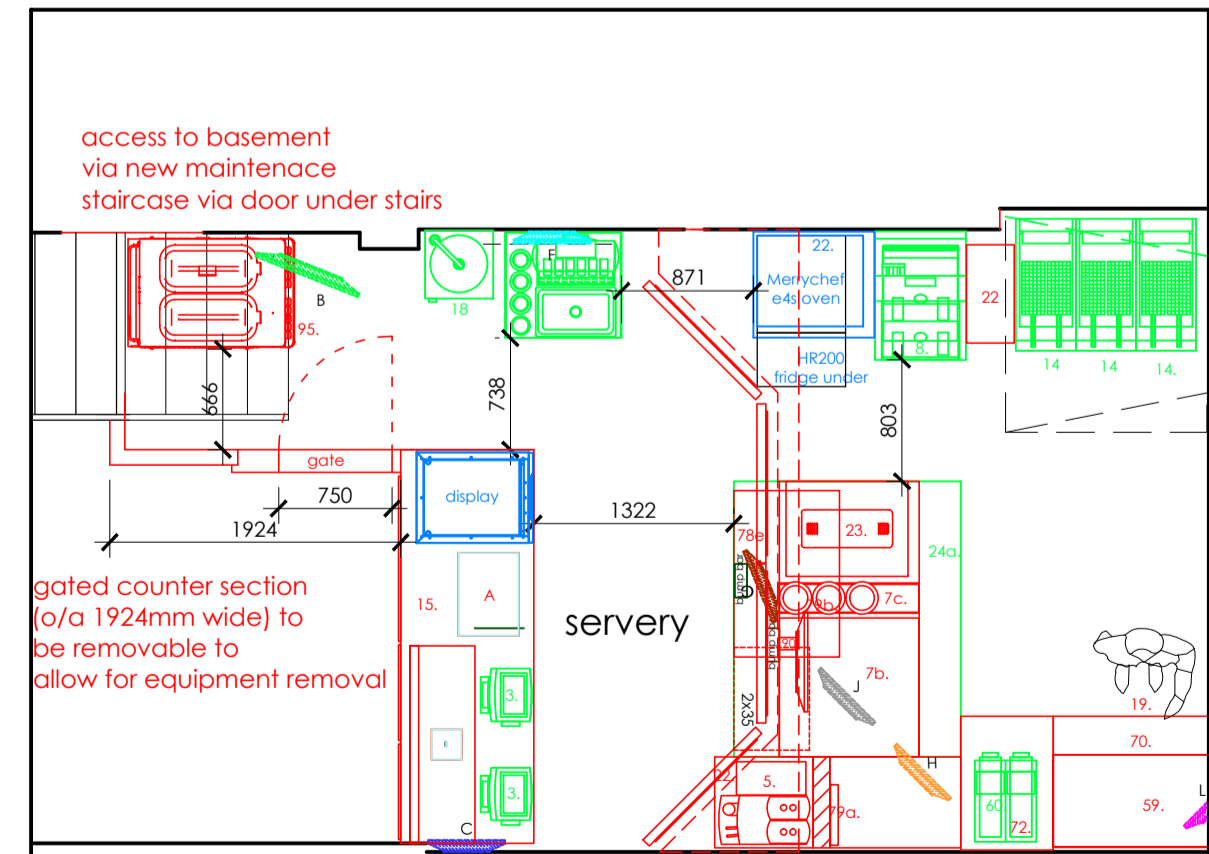 access to basement
via new maintenace
staircase via door under stairs
B
95.
18
F
871
22.
Merrychef
e4s oven
HR200
fridge under
8.
22
14
14
14.
666
738
803
gate
750
1924
display
1322
gated counter section
(o/a 1924mm wide) to
be removable to
allow for equipment removal
15.
A
servery
3.
3.
C
78e
23.
24a.
7c.
7b.
2x35
J
H
22.
5.
79a.
60.
72.
19.
70.
59.
L